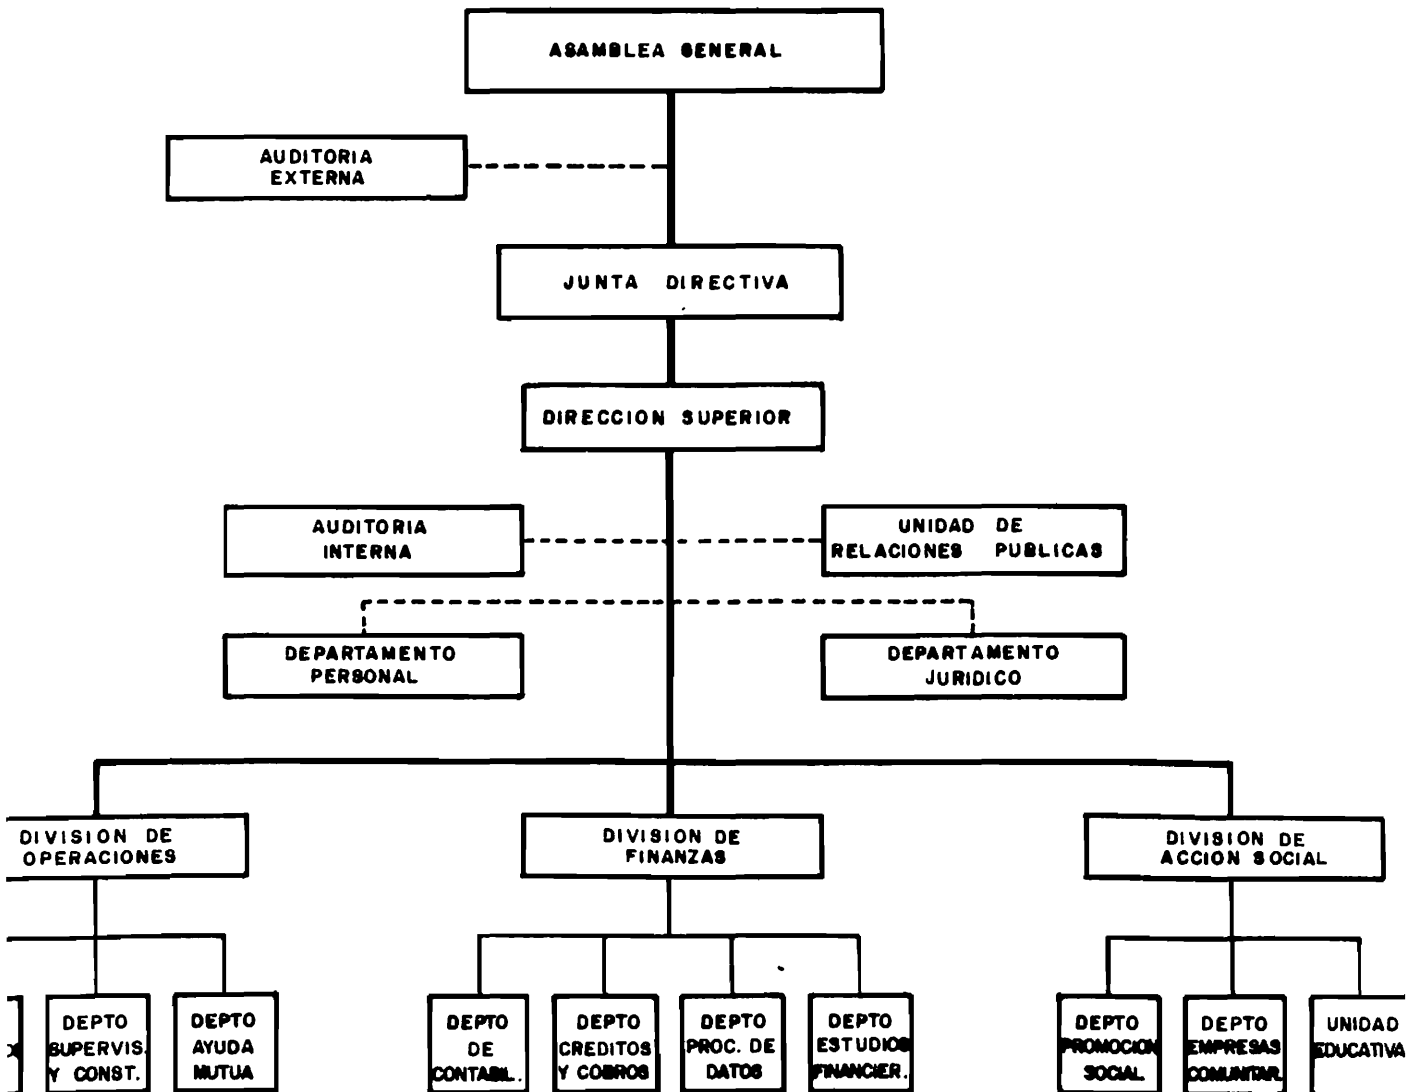 ASAMBLEA GENERAL
AUDITORIA
EXTERNA
JUNTA DIRECTIVA
DIRECCION SUPERIOR
AUDITORIA
INTERNA
UNIDAD DE
RELACIONES PUBLICAS
DEPARTAMENTO
PERSONAL
DEPARTAMENTO
JURIDICO
DIVISION DE
OPERACIONES
DIVISION DE
FINANZAS
DIVISION DE
ACCION SOCIAL
DEPTO
SUPERVIS.
Y CONST.
DEPTO
AYUDA
MUTUA
DEPTO
DE
CONTABIL.
DEPTO
CREDITOS
Y COBROS
DEPTO
PROC. DE
DATOS
DEPTO
ESTUDIOS
FINANCIER.
DEPTO
PROMOCION
SOCIAL
DEPTO
EMPRESAS
COMUNITAR.
UNIDAD
EDUCATIVA